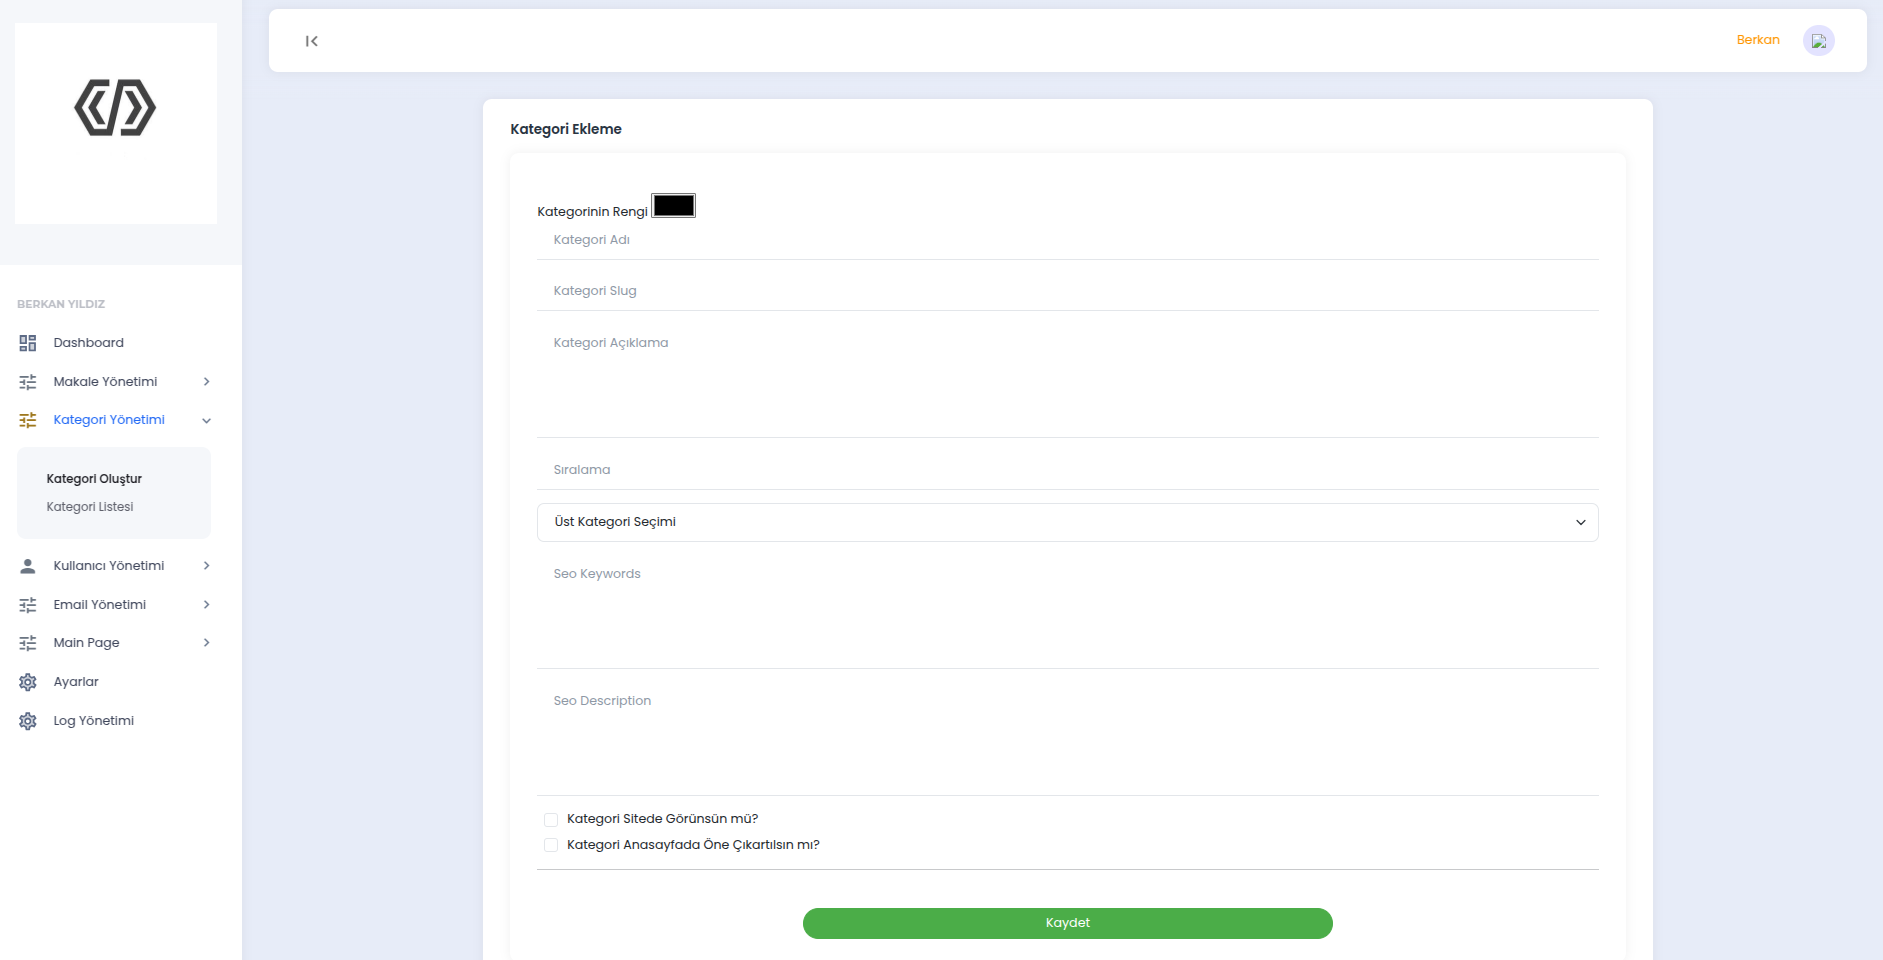 Berkan
BERKAN YILDIZ
Dashboard
Makale Yönetimi
Kategori Yönetimi
Kategori Oluştur
Kategori Listesi
Kullanıcı Yönetimi
Email Yönetimi
Main Page
Ayarlar
Log Yönetimi
Kategori Ekleme
Kategorinin Rengi
Kategori Adı
Kategori Slug
Kategori Açıklama
Sıralama
Üst Kategori Seçimi
Seo Keywords
Seo Description
Kategori Sitede Görünsün mü?
Kategori Anasayfada Öne Çıkartılsın mı?
Kaydet